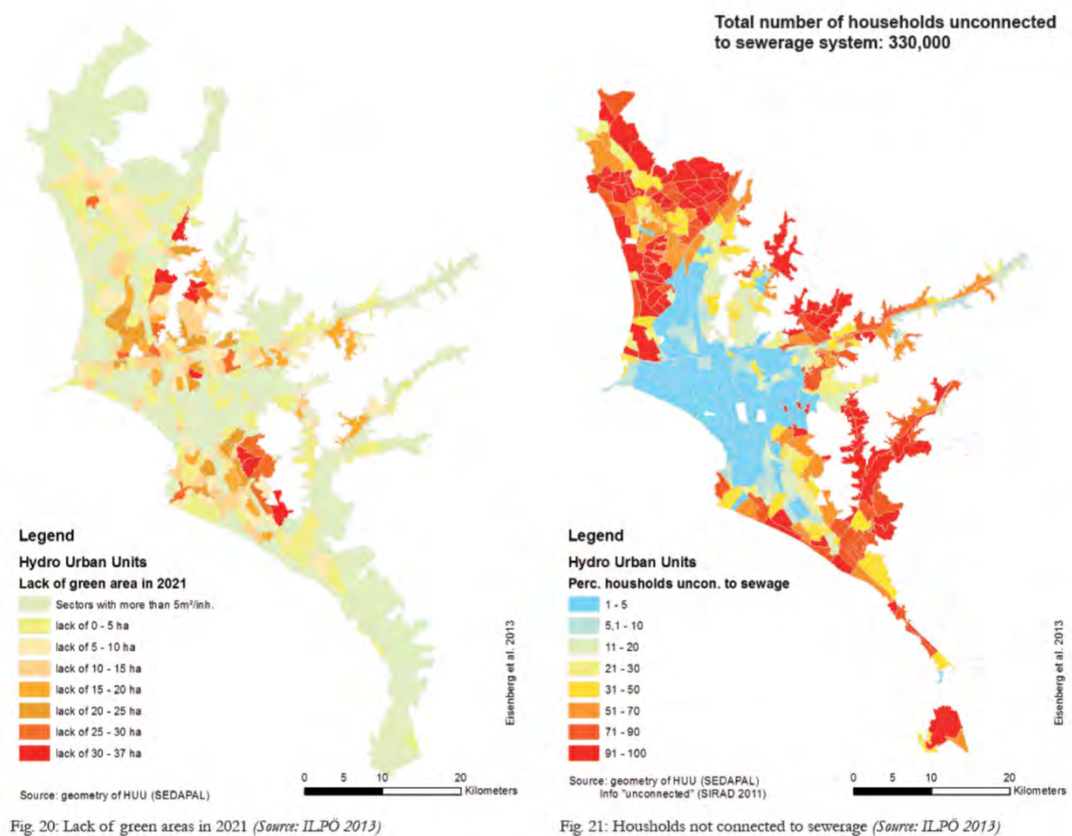 Total number of households unconnected
to sewerage system: 330,000
Legend
Hydro Urban Units
Lack of green area in 2021
Sectors with more than 5m²/inh.
lack of 0 - 5 ha
lack of 5 - 10 ha
lack of 10 - 15 ha
lack of 15 - 20 ha
lack of 20 - 25 ha
lack of 25 - 30 ha
lack of 30 - 37 ha
Source: geometry of HUU (SEDAPAL)
0 5 10 20
Kilometers
Eisenberg et al. 2013
Fig. 20: Lack of green areas in 2021 (Source: ILPÖ 2013)
Legend
Hydro Urban Units
Perc. housholds uncon. to sewage
1 - 5
5,1 - 10
11 - 20
21 - 30
31 - 50
51 - 70
71 - 90
91 - 100
Source: geometry of HUU (SEDAPAL)
Info "unconnected" (SIRAD 2011)
0 5 10 20
Kilometers
Eisenberg et al. 2013
Fig. 21: Housholds not connected to sewerage (Source: ILPÖ 2013)